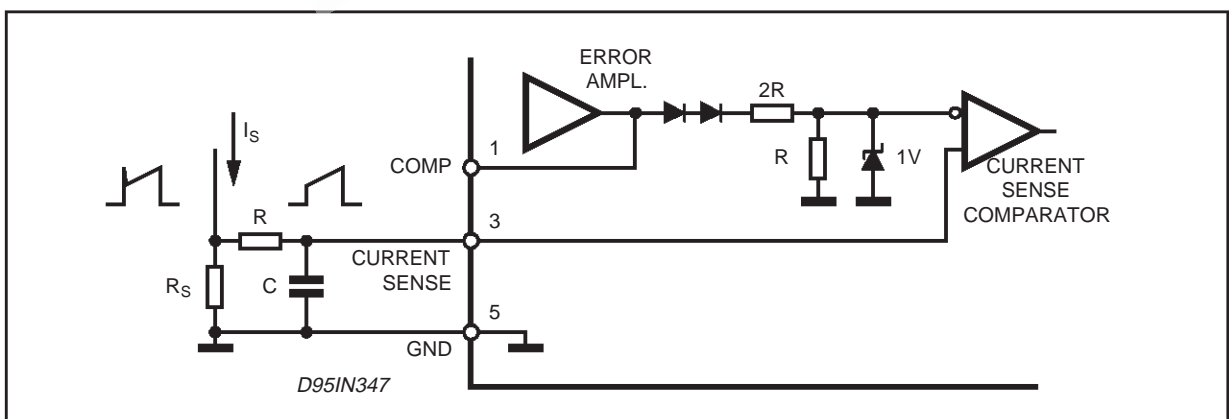 ERROR
AMPL.
2R
R
1V
CURRENT
SENSE
COMPARATOR
1
COMP
I_S
R
3
CURRENT
SENSE
R_S
C
5
GND
D95IN347